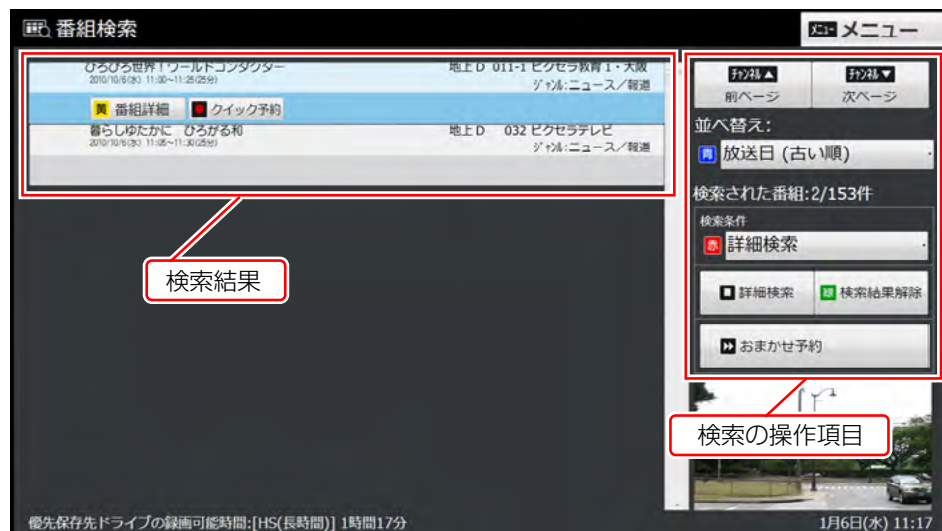 番組検索
メニュー メニュー
ひろびろ世界！ワールドコンダクター 地上D 011-1 ピクセラ教育1・大阪
2010/10/6(水) 11:00~11:25(25分) ジャンル:ニュース／報道
黄 番組詳細 クイック予約
暮らしゆたかに ひろがる和 地上D 032 ピクセラテレビ
2010/10/6(水) 11:05~11:30(25分) ジャンル:ニュース／報道
検索結果
チャンネル▲ チャンネル▼
前ページ 次ページ
並べ替え:
青 放送日 (古い順)
検索された番組:2/153件
検索条件
赤 詳細検索
詳細検索 緑 検索結果解除
おまかせ予約
検索の操作項目
優先保存先ドライブの録画可能時間:[HS(長時間)] 1時間17分
1月6日(水) 11:17